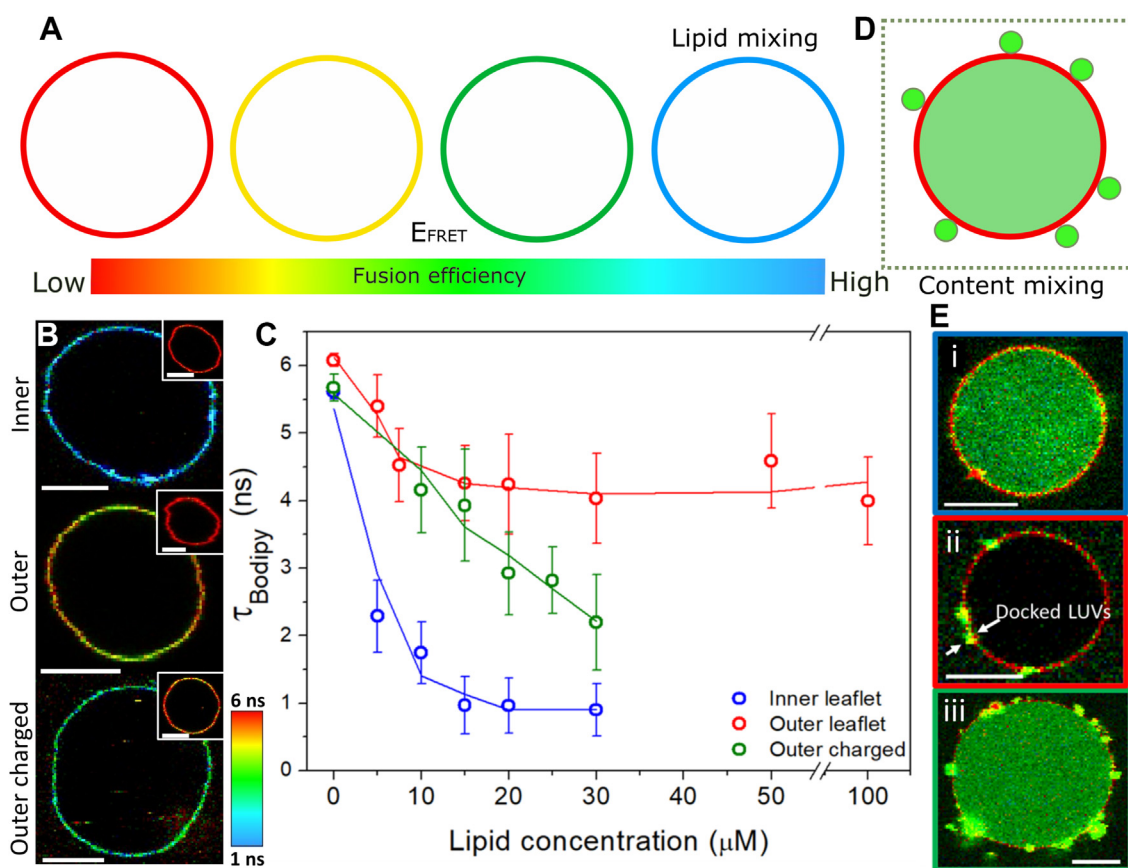 A
Lipid mixing
D
EFRET
Low
Fusion efficiency
High
Content mixing
B
Inner
Outer
Outer charged
6 ns
1 ns
C
τBodipy (ns)
6
5
4
3
2
1
0
0
10
20
30
50
100
Lipid concentration (μM)
Inner leaflet
Outer leaflet
Outer charged
E
i
ii
Docked LUVs
iii